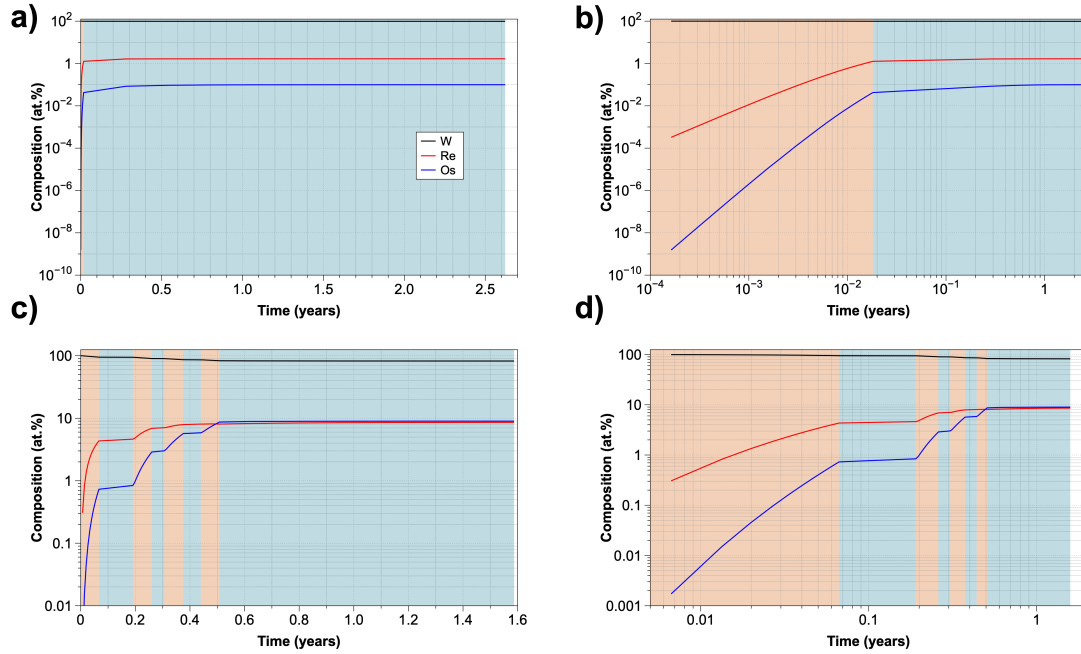 a)
Composition (at.%)
10²
1
10⁻²
10⁻⁴
10⁻⁶
10⁻⁸
10⁻¹⁰
W
Re
Os
0 0.5 1.0 1.5 2.0 2.5
Time (years)
b)
Composition (at.%)
10²
1
10⁻²
10⁻⁴
10⁻⁶
10⁻⁸
10⁻¹⁰
10⁻⁴ 10⁻³ 10⁻² 10⁻¹ 1
Time (years)
c)
Composition (at.%)
100
10
1
0.1
0.01
0 0.2 0.4 0.6 0.8 1.0 1.2 1.4 1.6
Time (years)
d)
Composition (at.%)
100
10
1
0.1
0.01
0.001
0.01 0.1 1
Time (years)